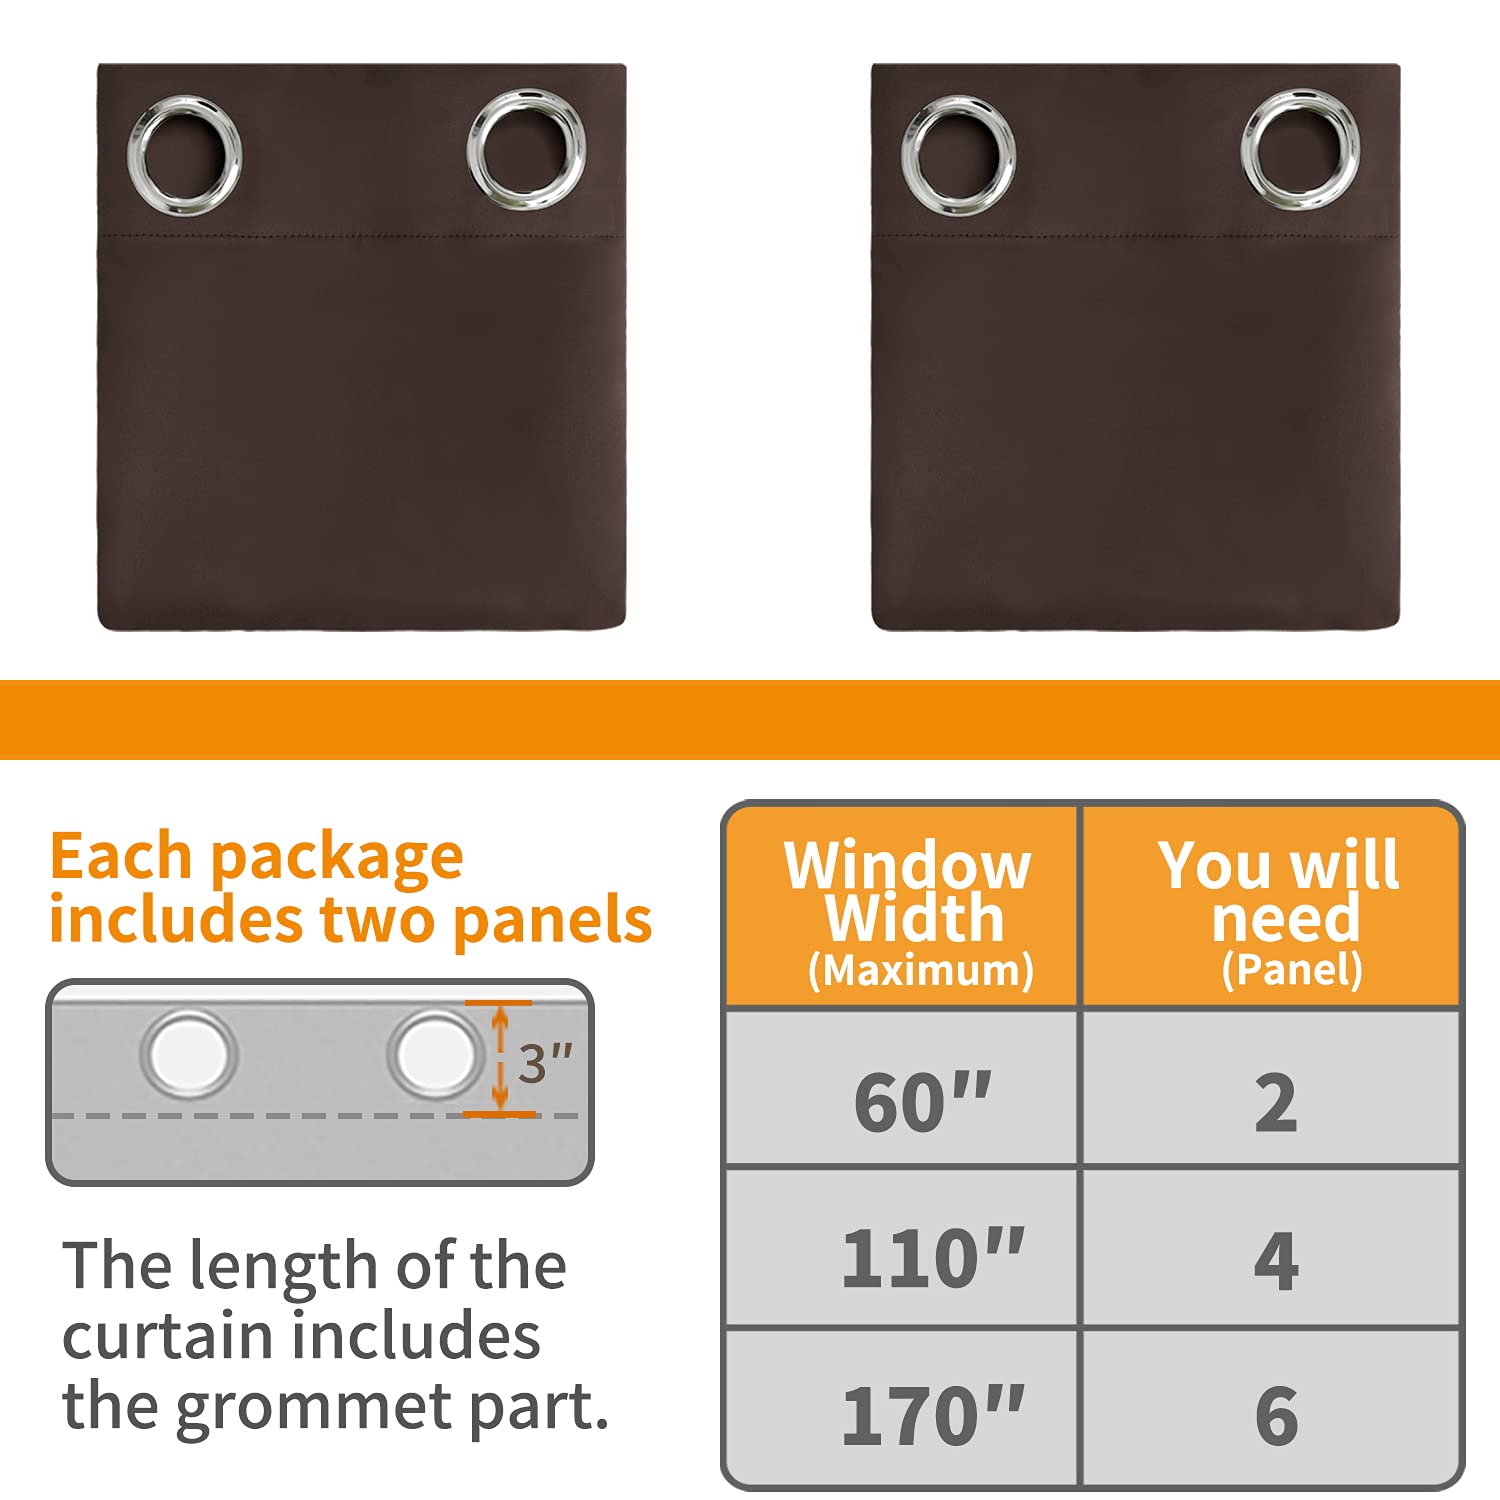 Each package
includes two panels
3"
The length of the
curtain includes
the grommet part.
Window
Width
(Maximum)
You will
need
(Panel)
60"
2
110"
4
170"
6